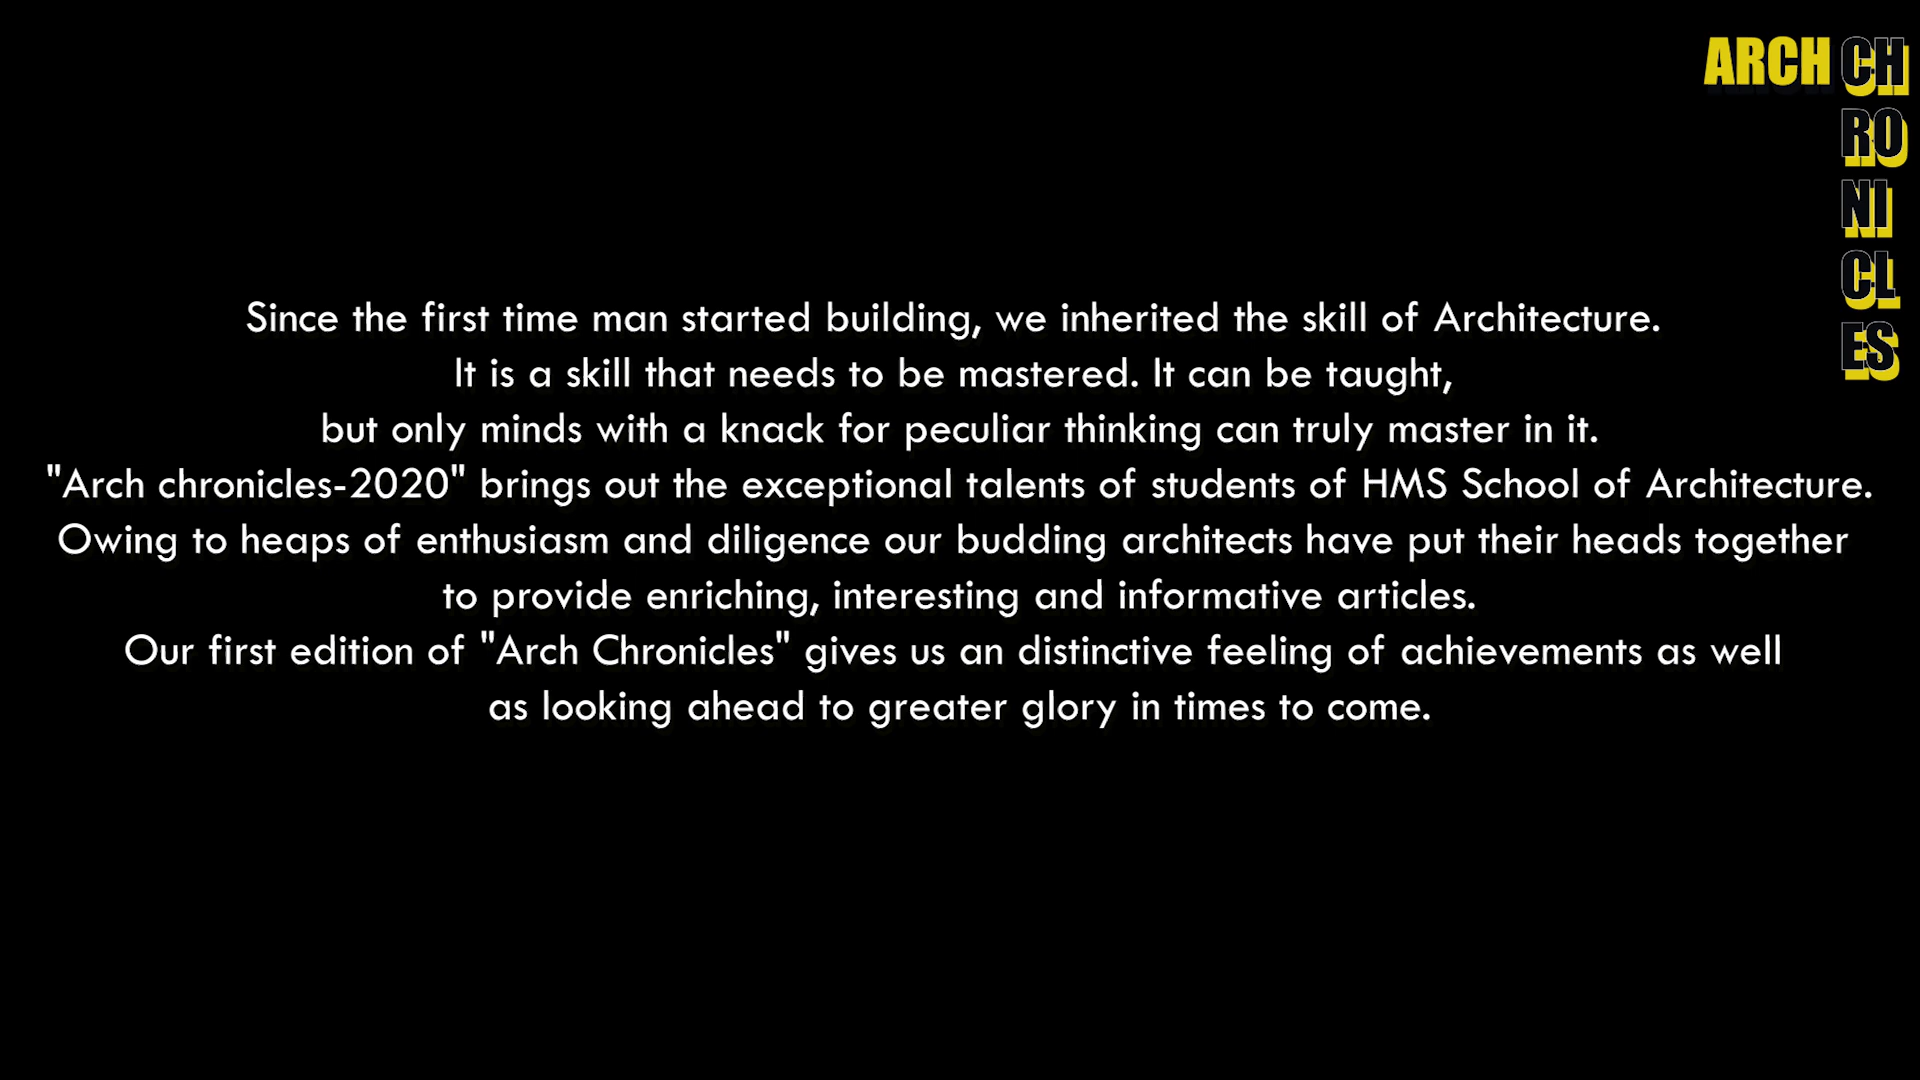 ARCH CH
RO
NI
CL
ES
Since the first time man started building, we inherited the skill of Architecture.
It is a skill that needs to be mastered. It can be taught,
but only minds with a knack for peculiar thinking can truly master in it.
"Arch chronicles-2020" brings out the exceptional talents of students of HMS School of Architecture.
Owing to heaps of enthusiasm and diligence our budding architects have put their heads together
to provide enriching, interesting and informative articles.
Our first edition of "Arch Chronicles" gives us an distinctive feeling of achievements as well
as looking ahead to greater glory in times to come.